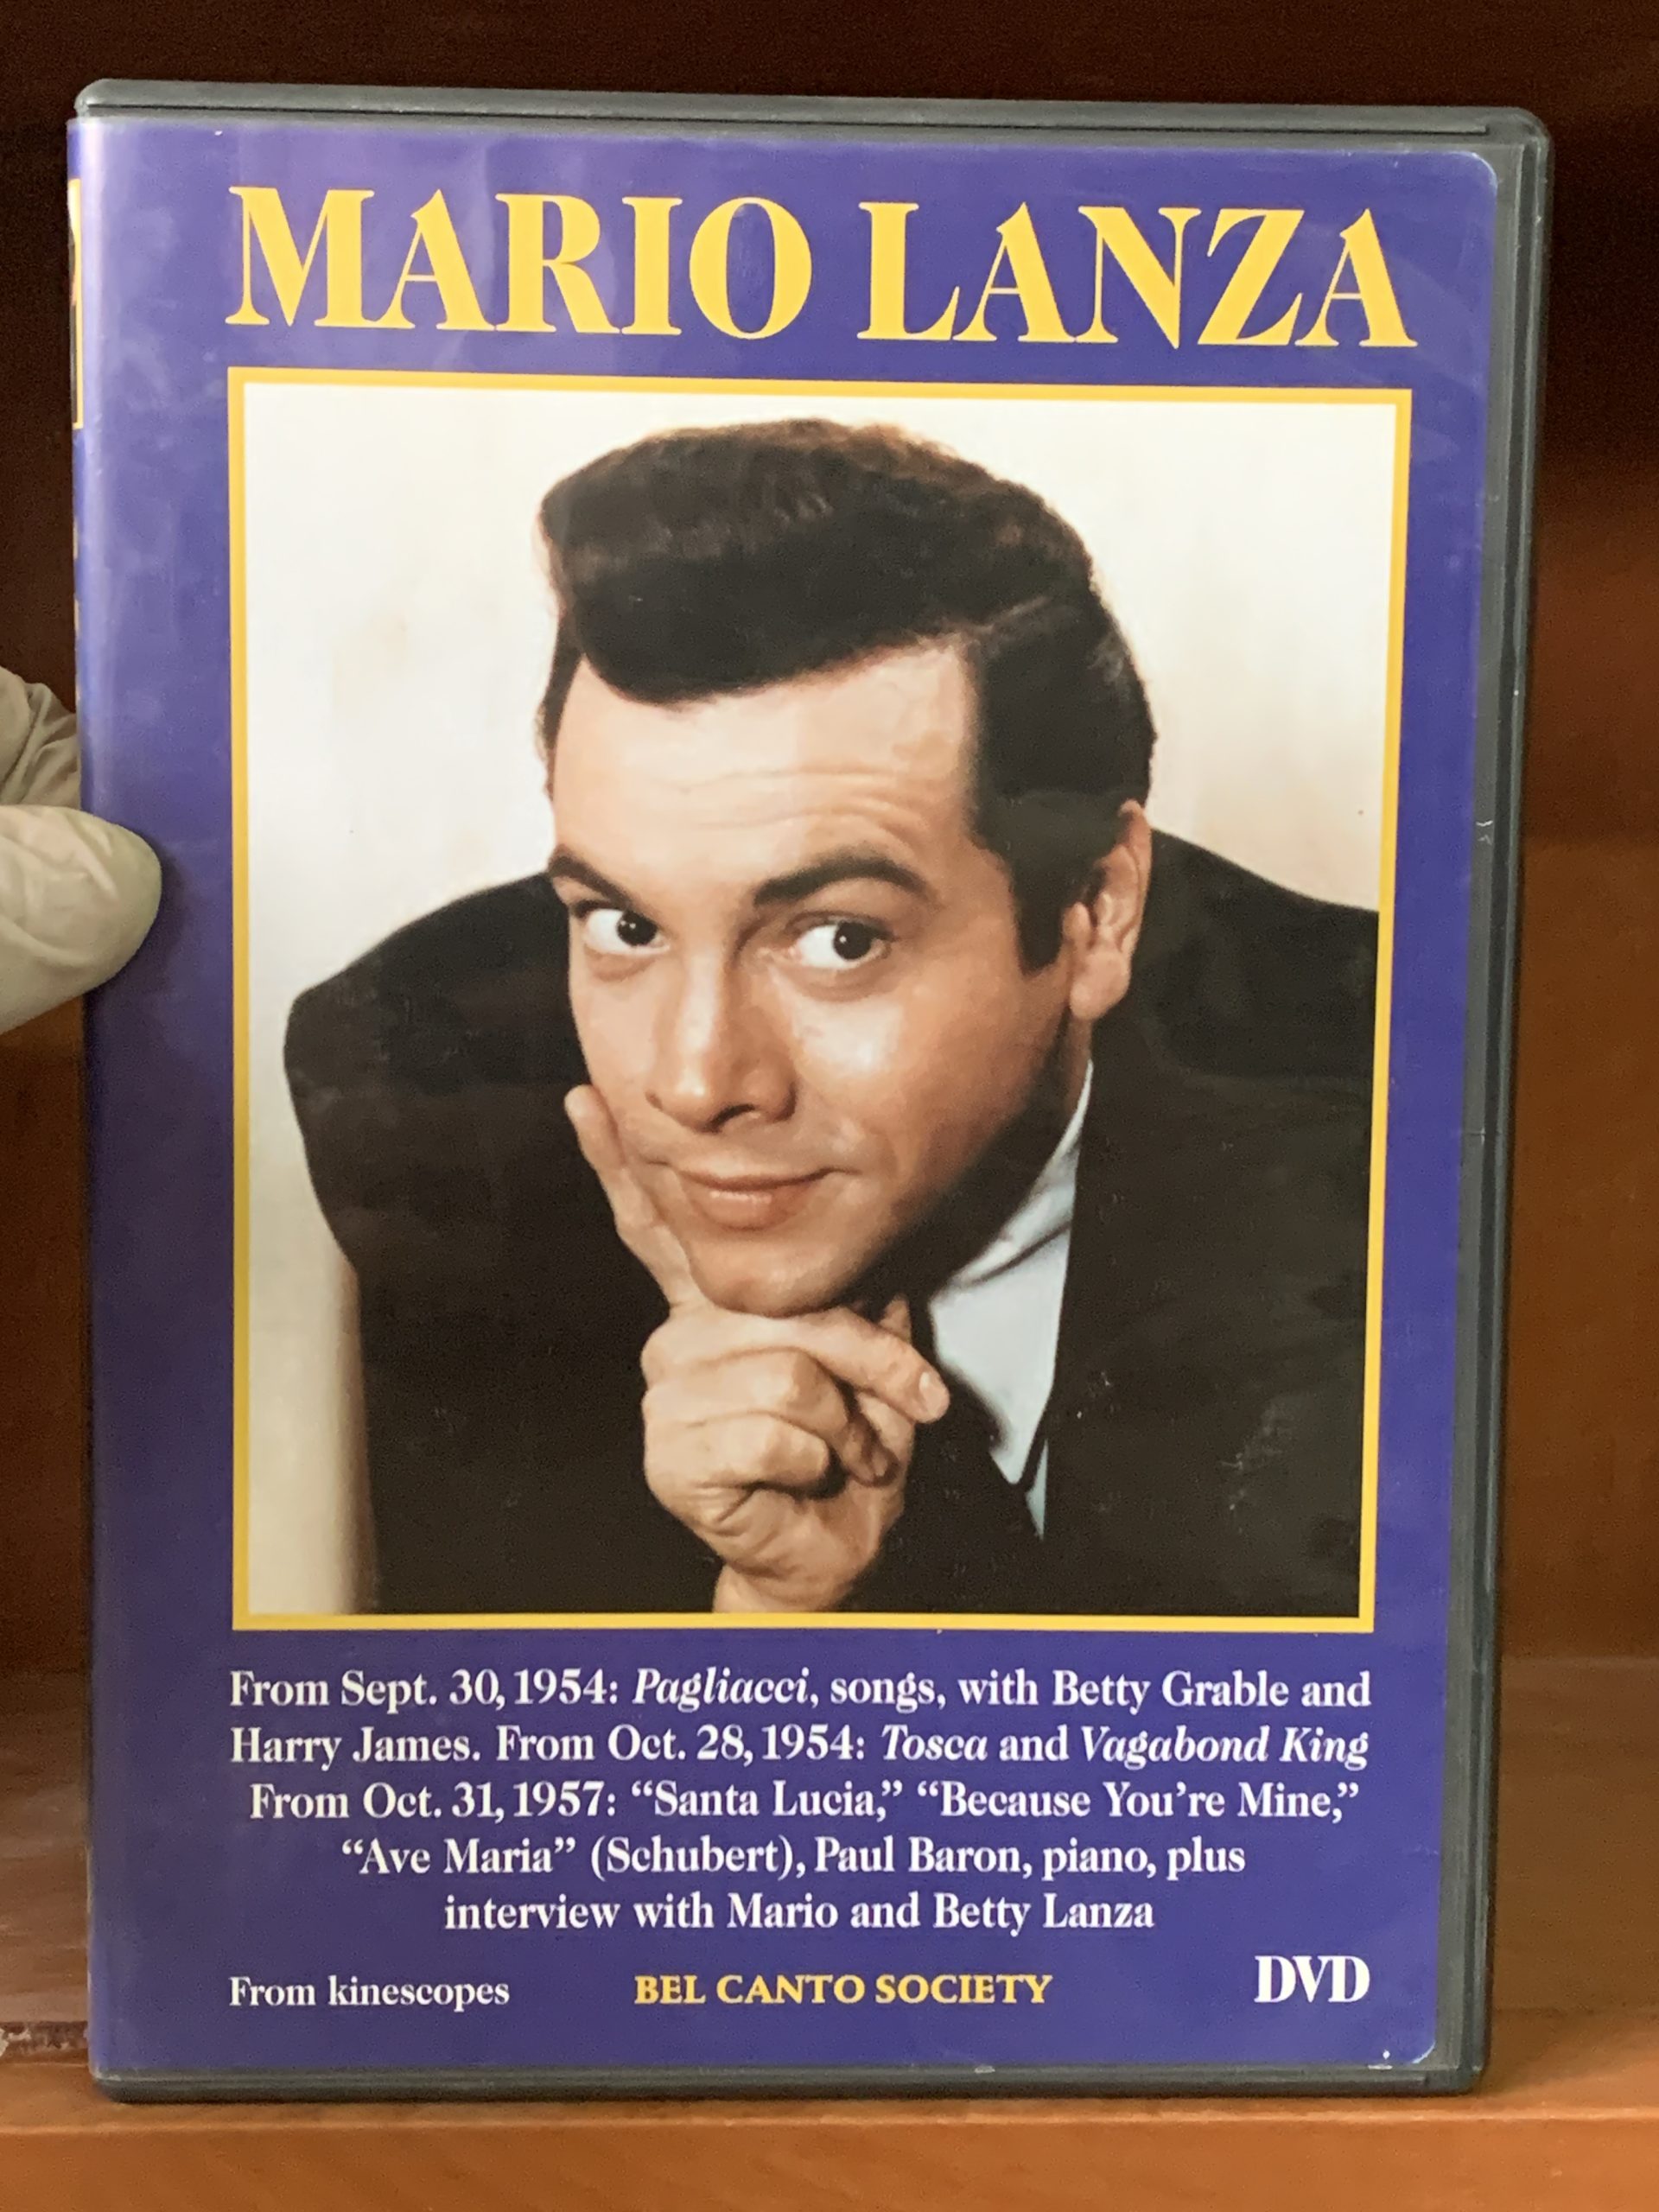 MARIO LANZA
From Sept. 30, 1954: Pagliacci, songs, with Betty Grable and
Harry James. From Oct. 28, 1954: Tosca and Vagabond King
From Oct. 31, 1957: “Santa Lucia,” “Because You’re Mine,”
“Ave Maria” (Schubert), Paul Baron, piano, plus
interview with Mario and Betty Lanza
From kinescopes BEL CANTO SOCIETY DVD